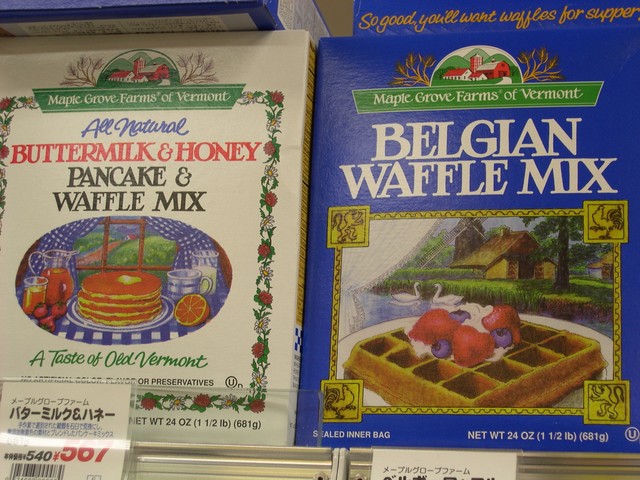 So good, you'll want waffles for supper
Maple Grove Farms® of Vermont
All Natural
BUTTERMILK & HONEY
PANCAKE &
WAFFLE MIX
A Taste of Old Vermont
NO ARTIFICIAL COLOR, FLAVOR OR PRESERVATIVES
NET WT 24 OZ (1 1/2 lb) (681g)
メープルグローブファーム
バターミルク&ハネー
¥540 ¥567
Maple Grove Farms® of Vermont
BELGIAN
WAFFLE MIX
SEALED INNER BAG
NET WT 24 OZ (1 1/2 lb) (681g)
メープルグローブファーム